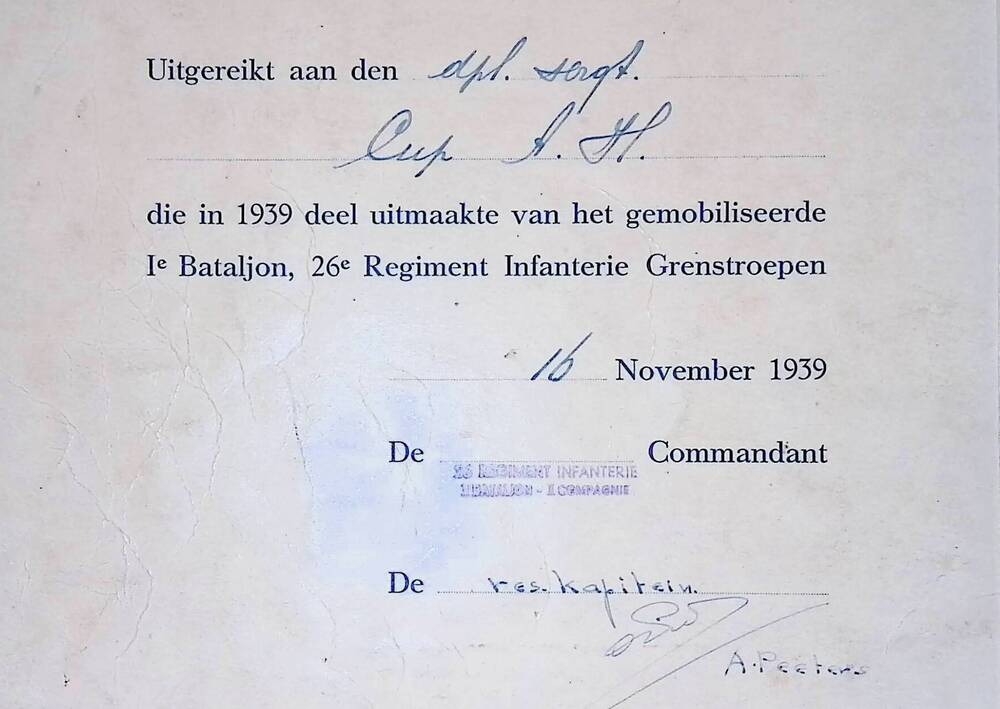 Uitgereikt aan den dpl. sergt.
Cup A. H.
die in 1939 deel uitmaakte van het gemobiliseerde
Iᵉ Bataljon, 26ᵉ Regiment Infanterie Grenstroepen
16 November 1939
De Commandant
26 REGIMENT INFANTERIE
I BATALJON - II COMPAGNIE
De res. kapitein.
A. Peeters